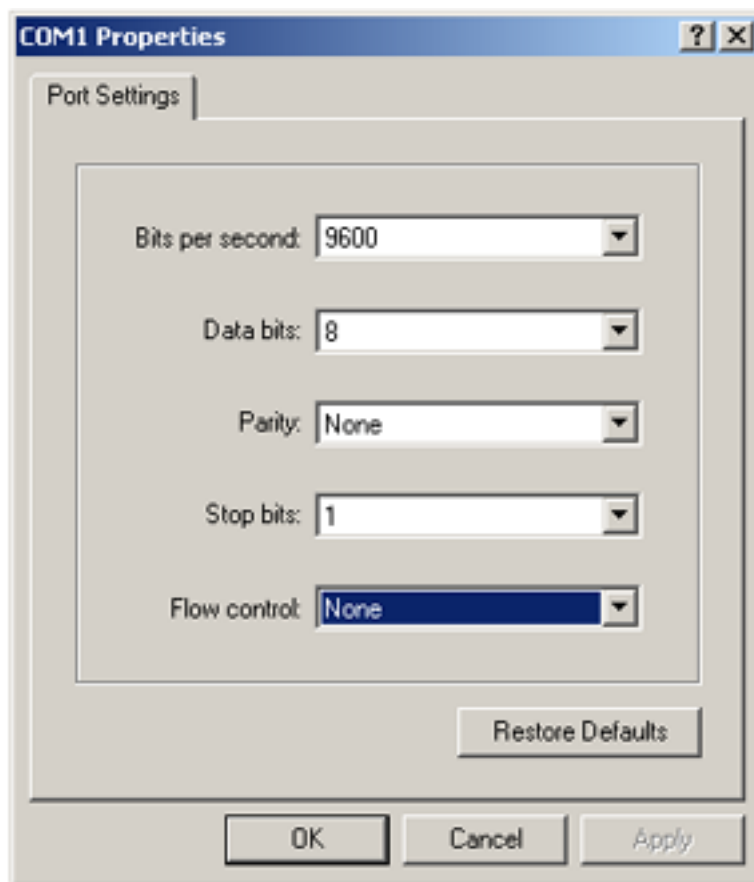 COM1 Properties
Port Settings
Bits per second: 9600
Data bits: 8
Parity: None
Stop bits: 1
Flow control: None
Restore Defaults
OK Cancel Apply